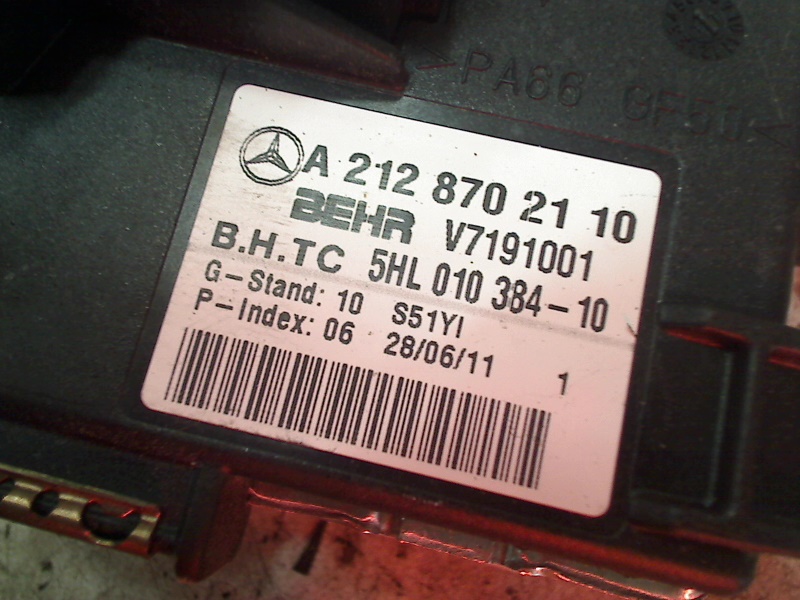 >PA66 GF50<
A 212 870 21 10
BEHR V7191001
B.H.TC 5HL 010 384-10
G-Stand: 10 S51YI
P-Index: 06 28/06/11 1